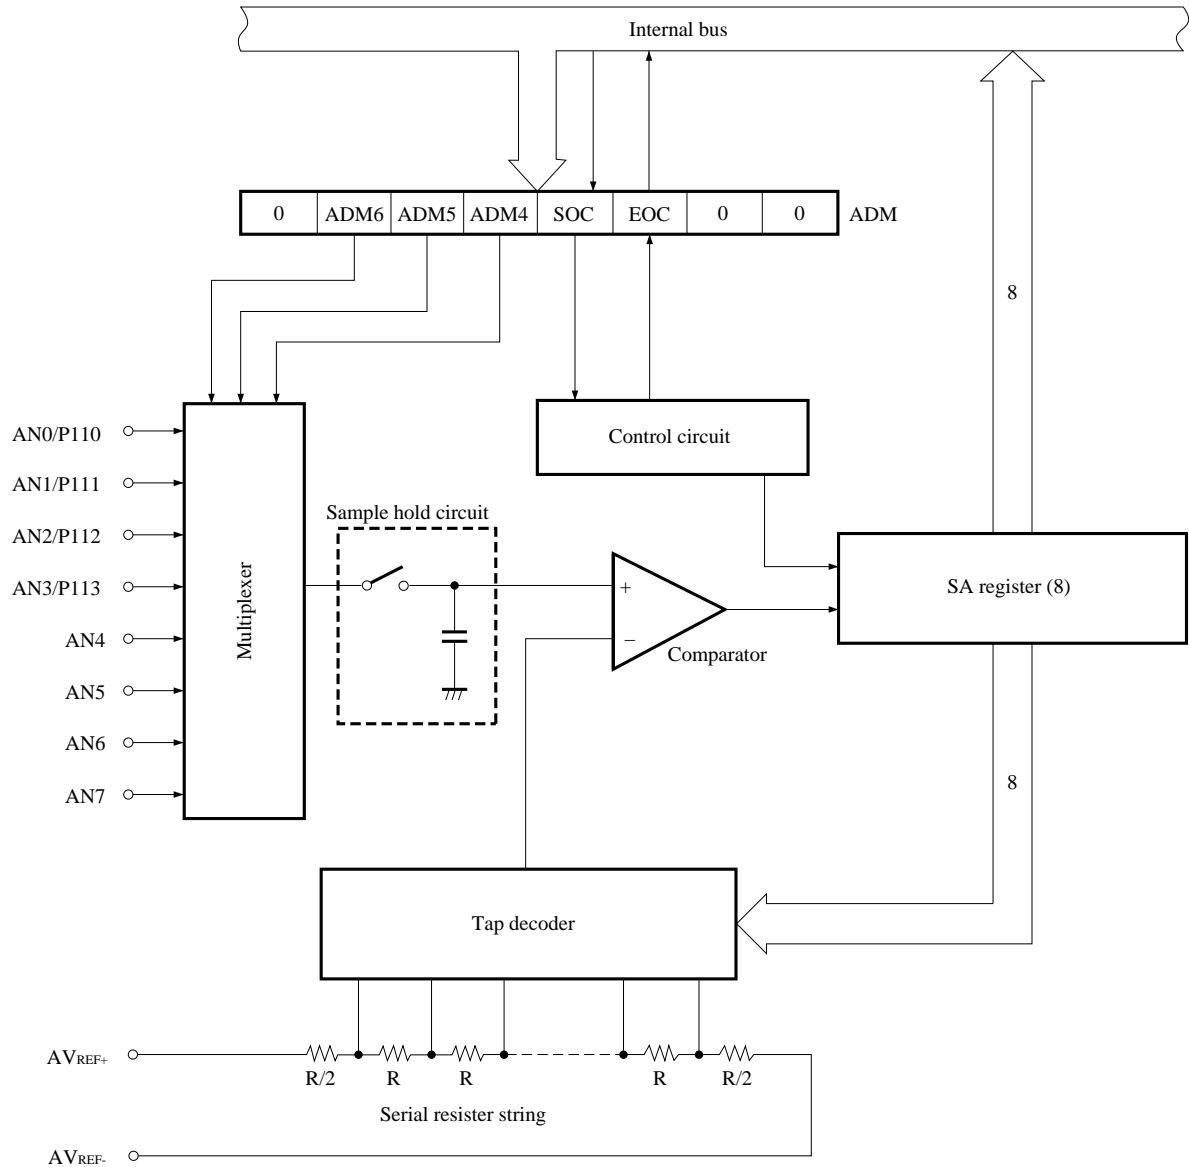 Internal bus
0 ADM6 ADM5 ADM4 SOC EOC 0 0 ADM
8
AN0/P110
Control circuit
AN1/P111
Sample hold circuit
AN2/P112
AN3/P113
Multiplexer
+
SA register (8)
AN4
−
Comparator
AN5
AN6
8
AN7
Tap decoder
AVREF+
R/2 R R R R/2
Serial resister string
AVREF-